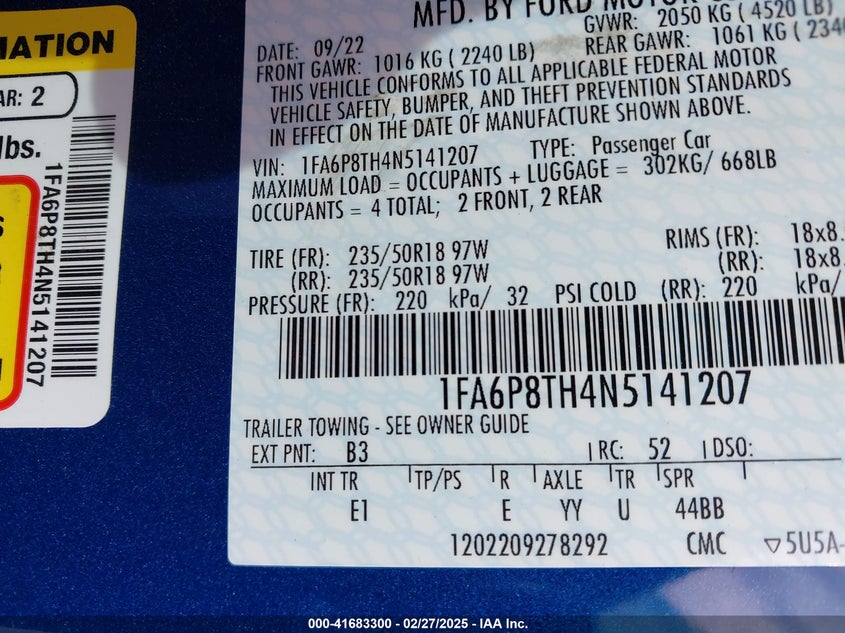 MATION
AR: 2
lbs.
1FA6P8TH4N5141207
MFD. BY FORD MOTOR
DATE: 09/22
GVWR: 2050 KG ( 4520 LB)
FRONT GAWR: 1016 KG ( 2240 LB)
REAR GAWR: 1061 KG ( 2340
THIS VEHICLE CONFORMS TO ALL APPLICABLE FEDERAL MOTOR
VEHICLE SAFETY, BUMPER, AND THEFT PREVENTION STANDARDS
IN EFFECT ON THE DATE OF MANUFACTURE SHOWN ABOVE.
VIN: 1FA6P8TH4N5141207 TYPE: Passenger Car
MAXIMUM LOAD = OCCUPANTS + LUGGAGE = 302KG/ 668LB
OCCUPANTS = 4 TOTAL; 2 FRONT, 2 REAR
TIRE (FR): 235/50R18 97W RIMS (FR): 18x8.
(RR): 235/50R18 97W (RR): 18x8.
PRESSURE (FR): 220 kPa/ 32 PSI COLD (RR): 220 kPa/
1FA6P8TH4N5141207
TRAILER TOWING - SEE OWNER GUIDE
EXT PNT: B3 RC: 52 DSO:
INT TR TP/PS R AXLE TR SPR
E1 E YY U 44BB
1202209278292 CMC ▽5U5A-
000-41683300 - 02/27/2025 - IAA Inc.